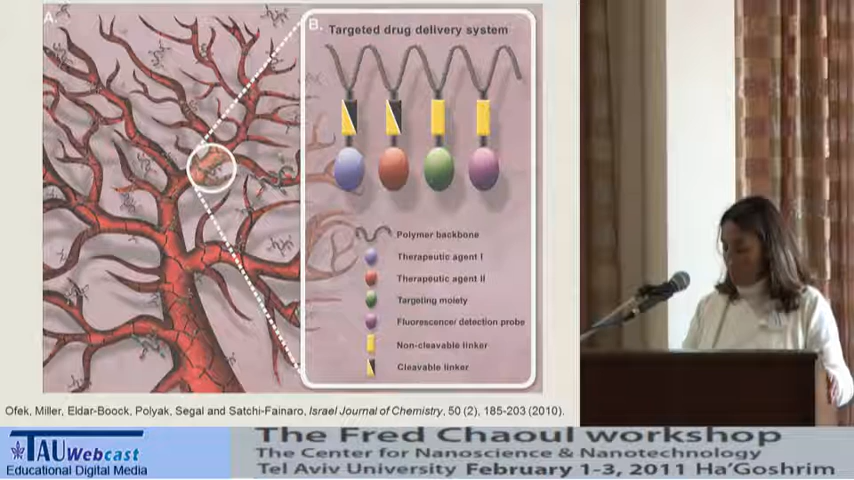 A.
B.
Targeted drug delivery system
Polymer backbone
Therapeutic agent I
Therapeutic agent II
Targeting moiety
Fluorescence/ detection probe
Non-cleavable linker
Cleavable linker
Ofek, Miller, Eldar-Boock, Polyak, Segal and Satchi-Fainaro, Israel Journal of Chemistry, 50 (2), 185-203 (2010).
TAU Webcast
Educational Digital Media
The Fred Chaoul workshop
The Center for Nanoscience & Nanotechnology
Tel Aviv University February 1-3, 2011 Ha'Goshrim